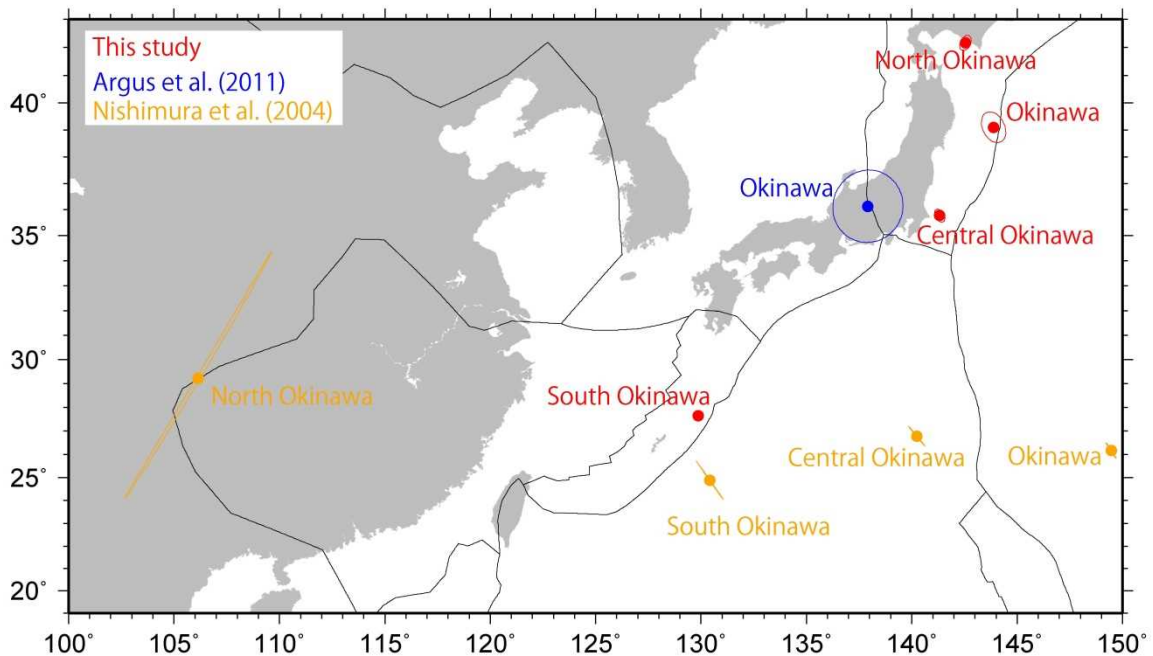 This study
Argus et al. (2011)
Nishimura et al. (2004)
North Okinawa
Okinawa
Okinawa
Central Okinawa
North Okinawa
South Okinawa
Central Okinawa
Okinawa
South Okinawa
40°
35°
30°
25°
20°
100°
105°
110°
115°
120°
125°
130°
135°
140°
145°
150°